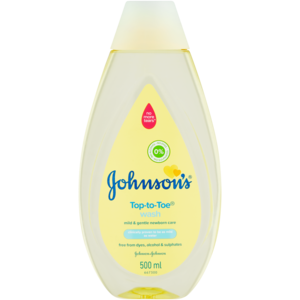 no
more
tears®
0%
Johnson's®
Top-to-Toe®
wash
mild & gentle newborn care
free from dyes, alcohol & sulphates
Johnson & Johnson
500 ml